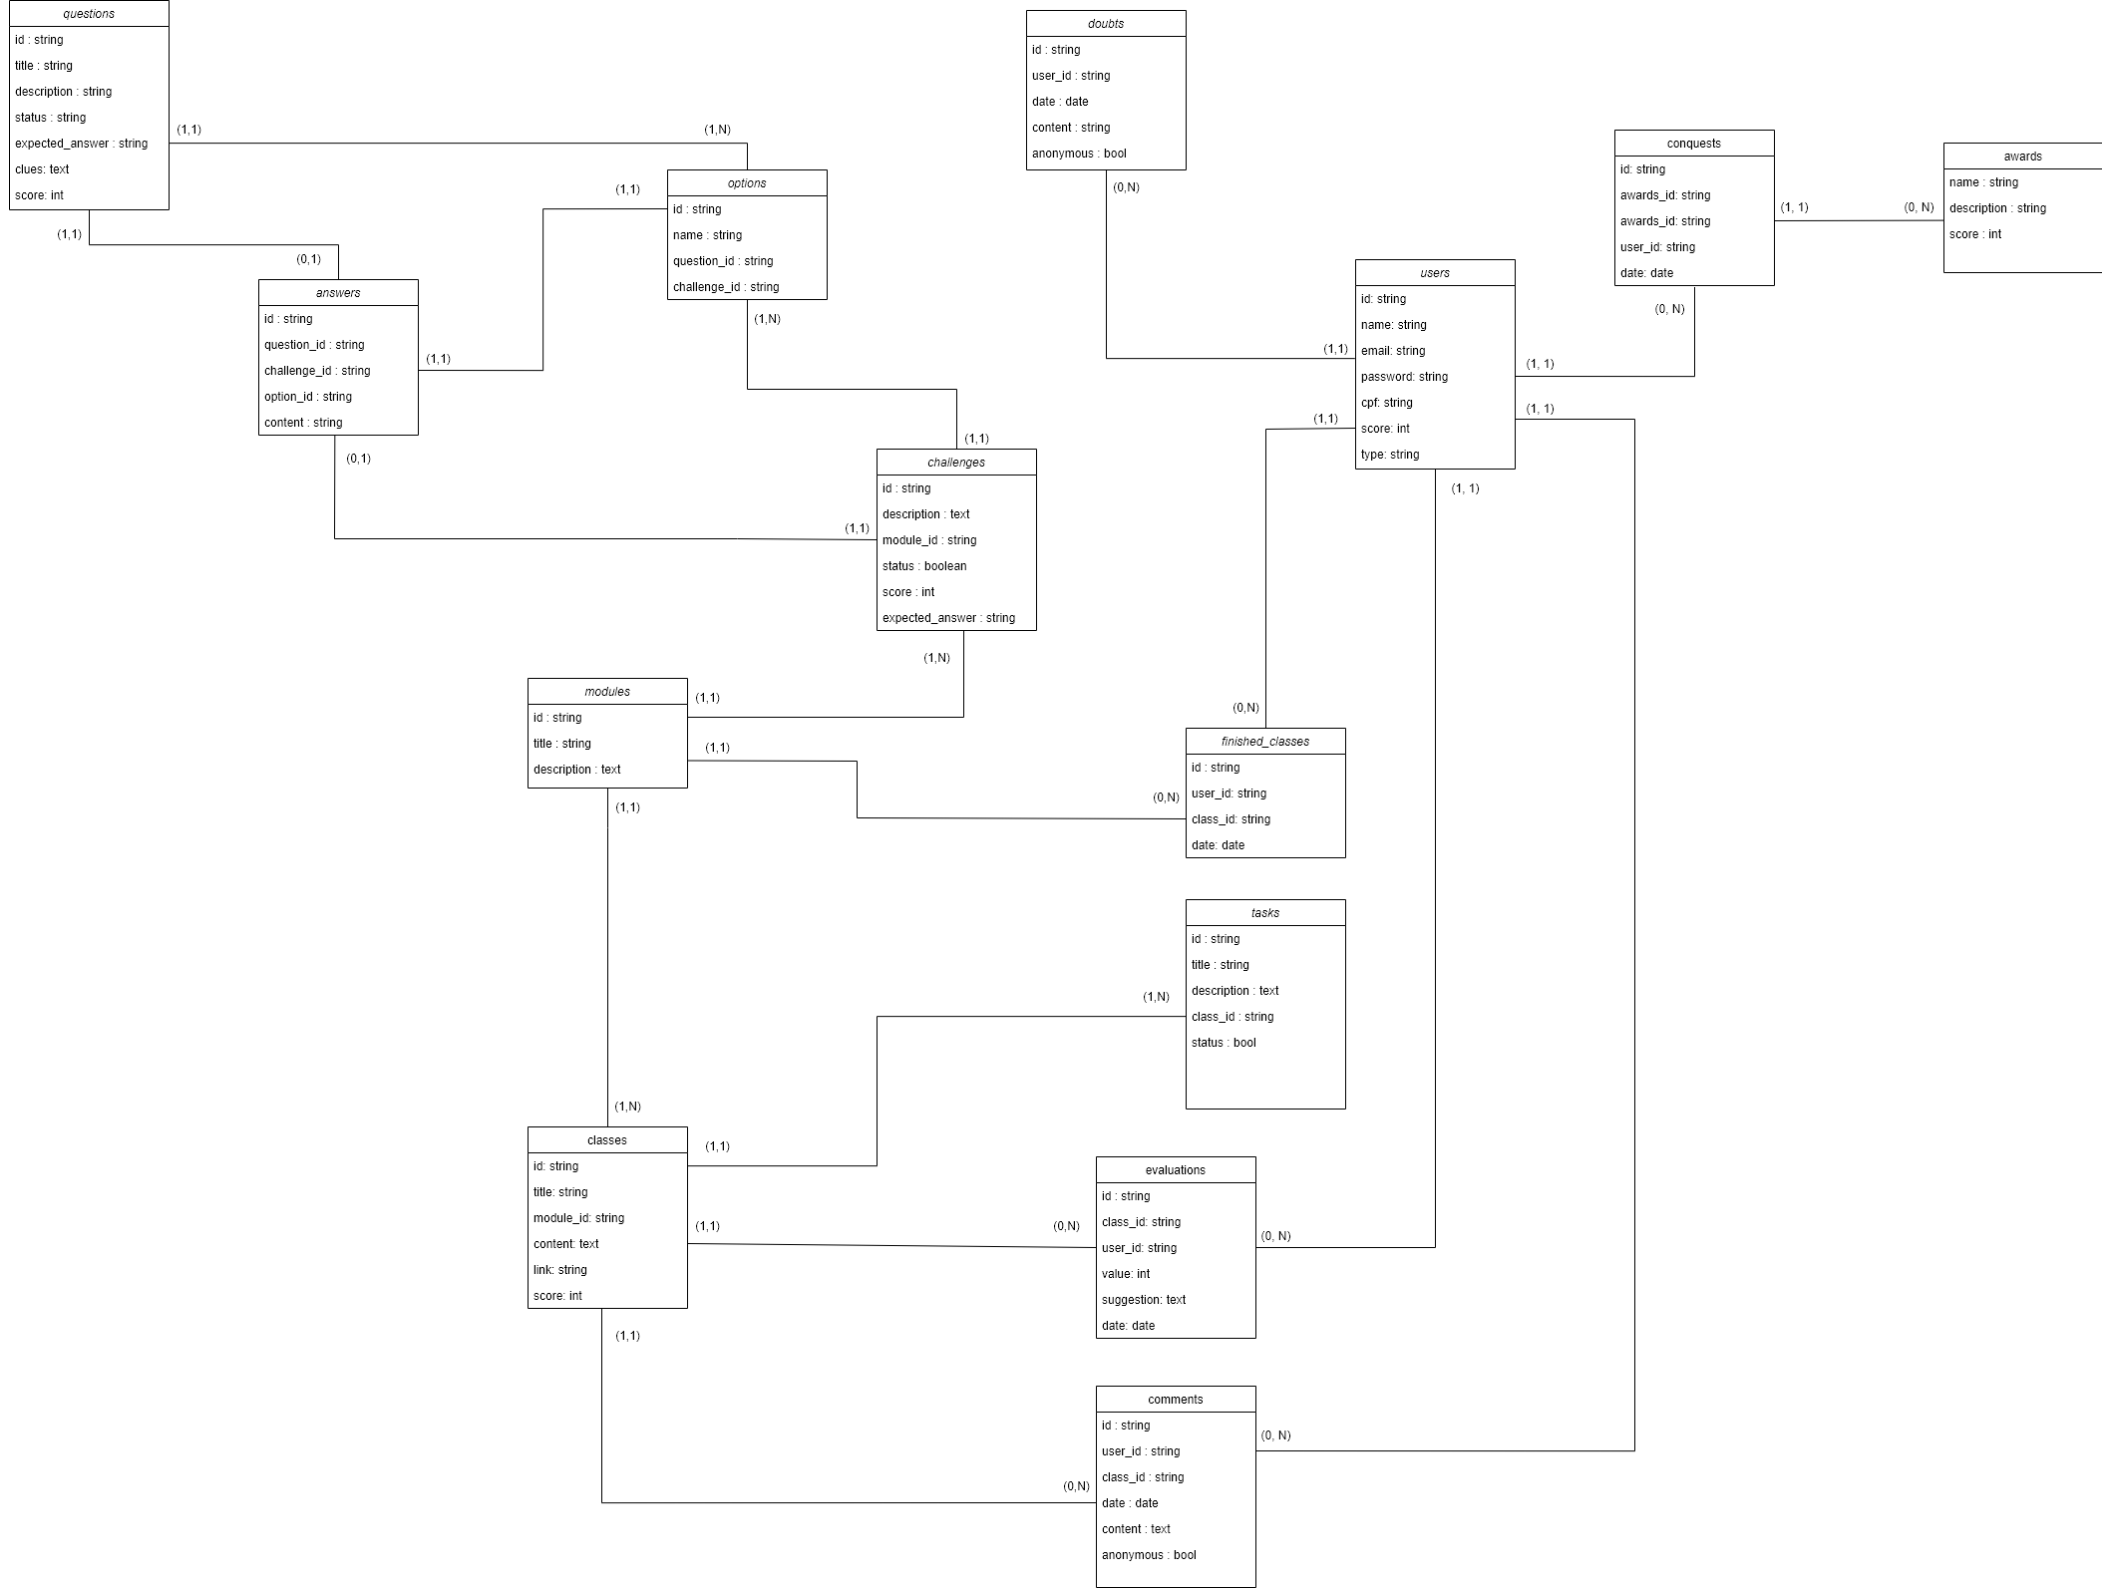 questions
id : string
title : string
description : string
status : string
expected_answer : string
clues: text
score: int
(1,1)
(1,N)
(1,1)
(0,1)
options
id : string
name : string
question_id : string
challenge_id : string
(1,1)
(1,N)
answers
id : string
question_id : string
challenge_id : string
option_id : string
content : string
(1,1)
(0,1)
(1,1)
challenges
id : string
description : text
module_id : string
status : boolean
score : int
expected_answer : string
(1,1)
(1,N)
doubts
id : string
user_id : string
date : date
content : string
anonymous : bool
(0,N)
(1,1)
users
id: string
name: string
email: string
password: string
cpf: string
score: int
type: string
(1, 1)
(1, 1)
(1,1)
(1, 1)
conquests
id: string
awards_id: string
awards_id: string
user_id: string
date: date
(1, 1)
(0, N)
(0, N)
awards
name : string
description : string
score : int
modules
id : string
title : string
description : text
(1,1)
(1,1)
(1,1)
(0,N)
(0,N)
finished_classes
id : string
user_id: string
class_id: string
date: date
tasks
id : string
title : string
description : text
class_id : string
status : bool
(1,N)
(1,N)
classes
id: string
title: string
module_id: string
content: text
link: string
score: int
(1,1)
(1,1)
(1,1)
(0,N)
evaluations
id : string
class_id: string
user_id: string
value: int
suggestion: text
date: date
(0, N)
comments
id : string
user_id : string
class_id : string
date : date
content : text
anonymous : bool
(0, N)
(0,N)